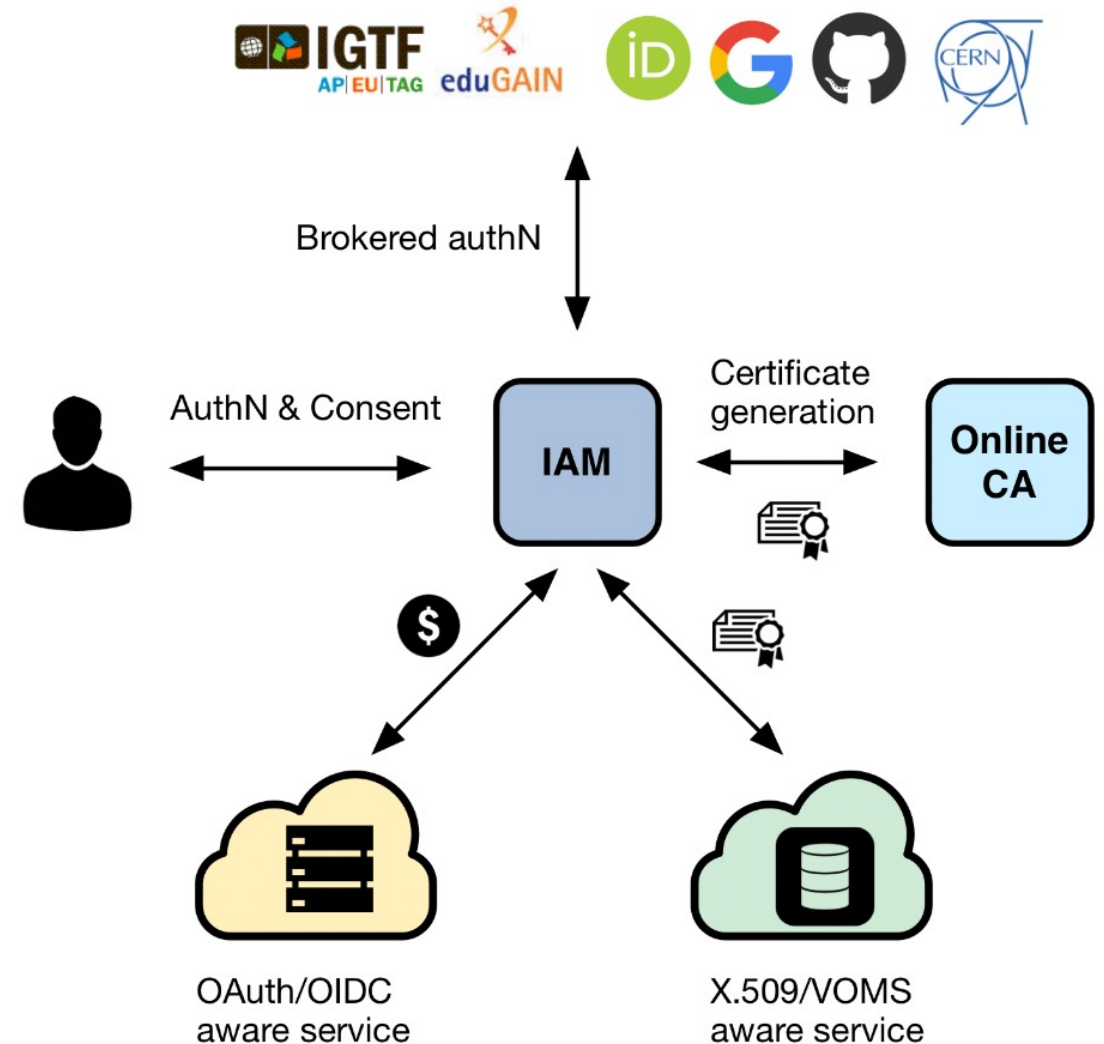 IGTF
AP|EU|TAG
eduGAIN
iD
G
CERN
Brokered authN
AuthN & Consent
Certificate
generation
IAM
Online
CA
$
OAuth/OIDC
aware service
X.509/VOMS
aware service